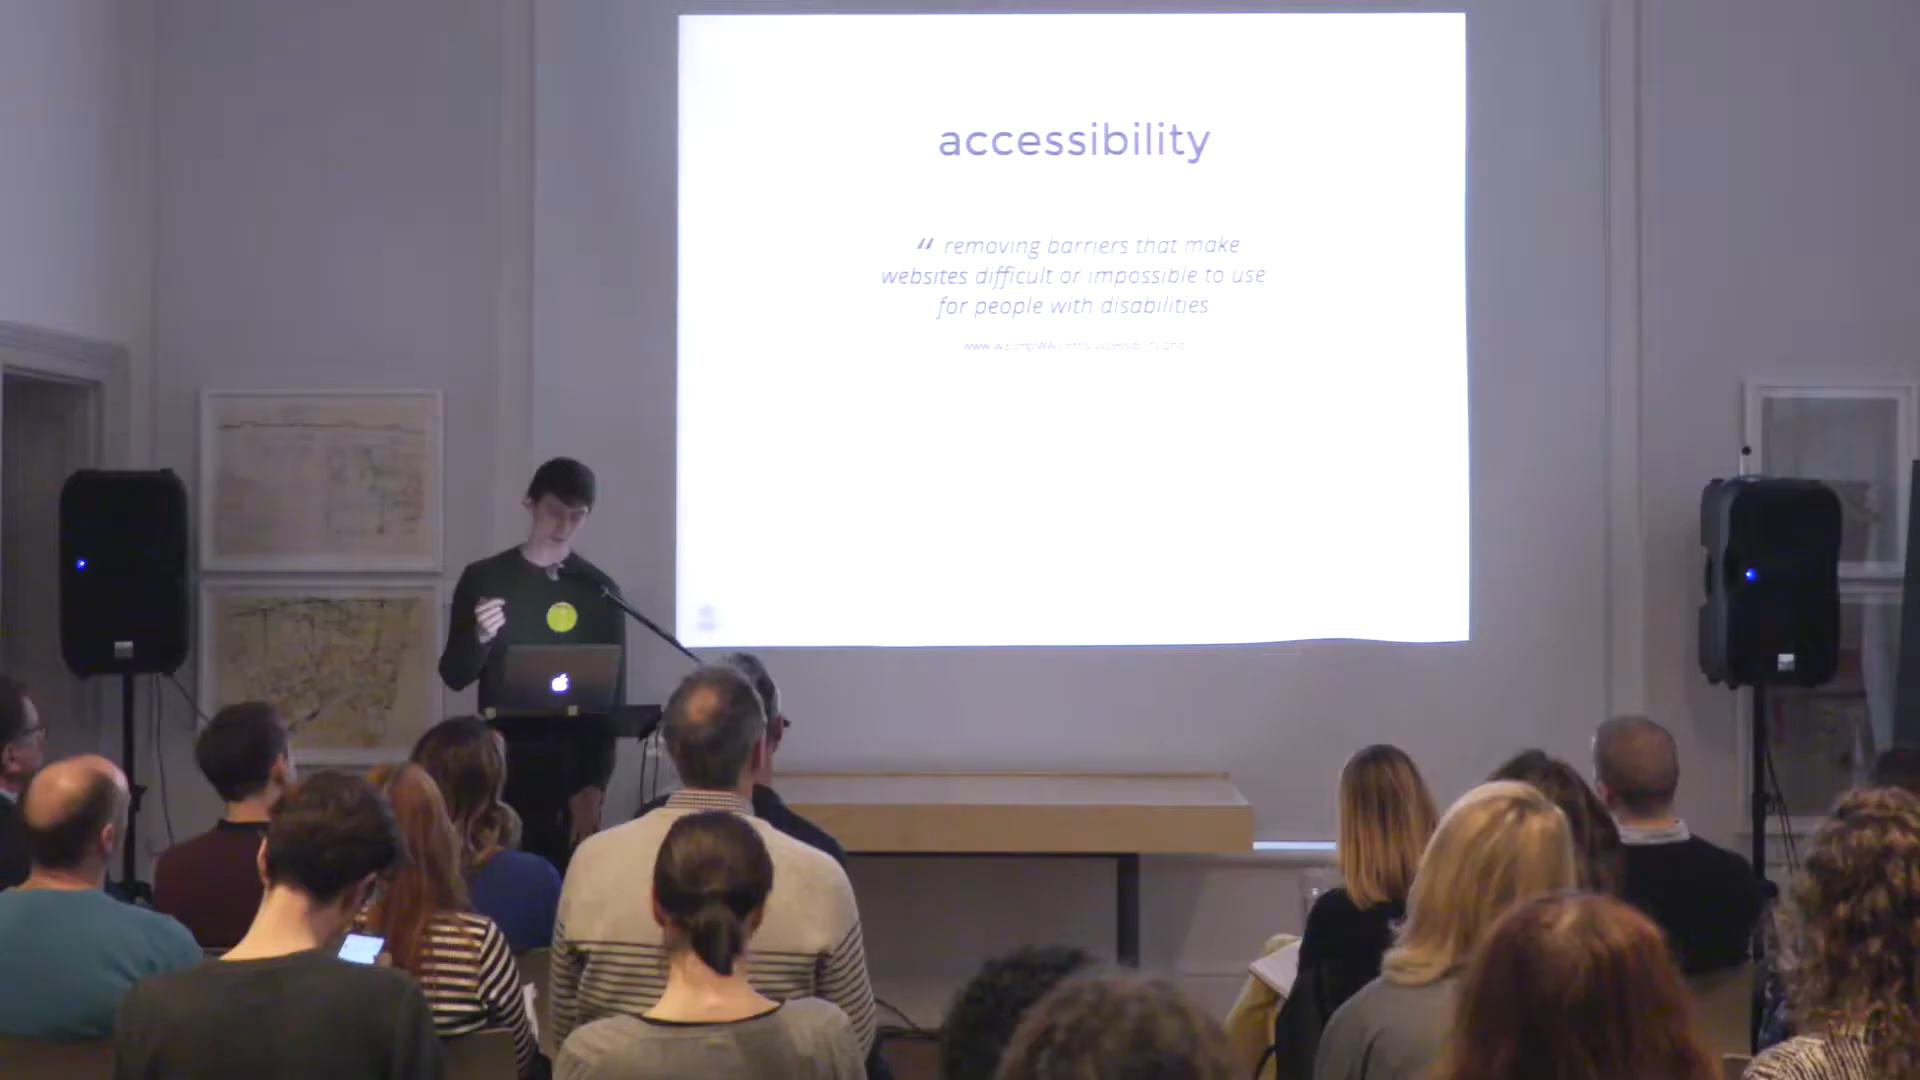 accessibility
“ removing barriers that make
websites difficult or impossible to use
for people with disabilities